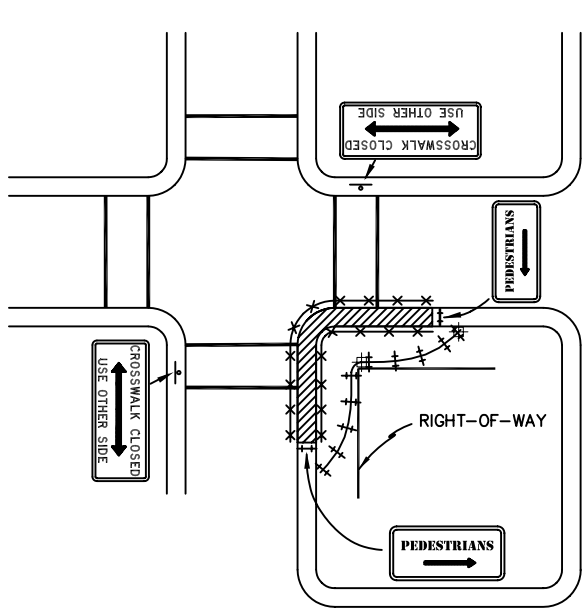 CROSSWALK CLOSED
USE OTHER SIDE
PEDESTRIANS
CROSSWALK CLOSED
USE OTHER SIDE
RIGHT-OF-WAY
PEDESTRIANS